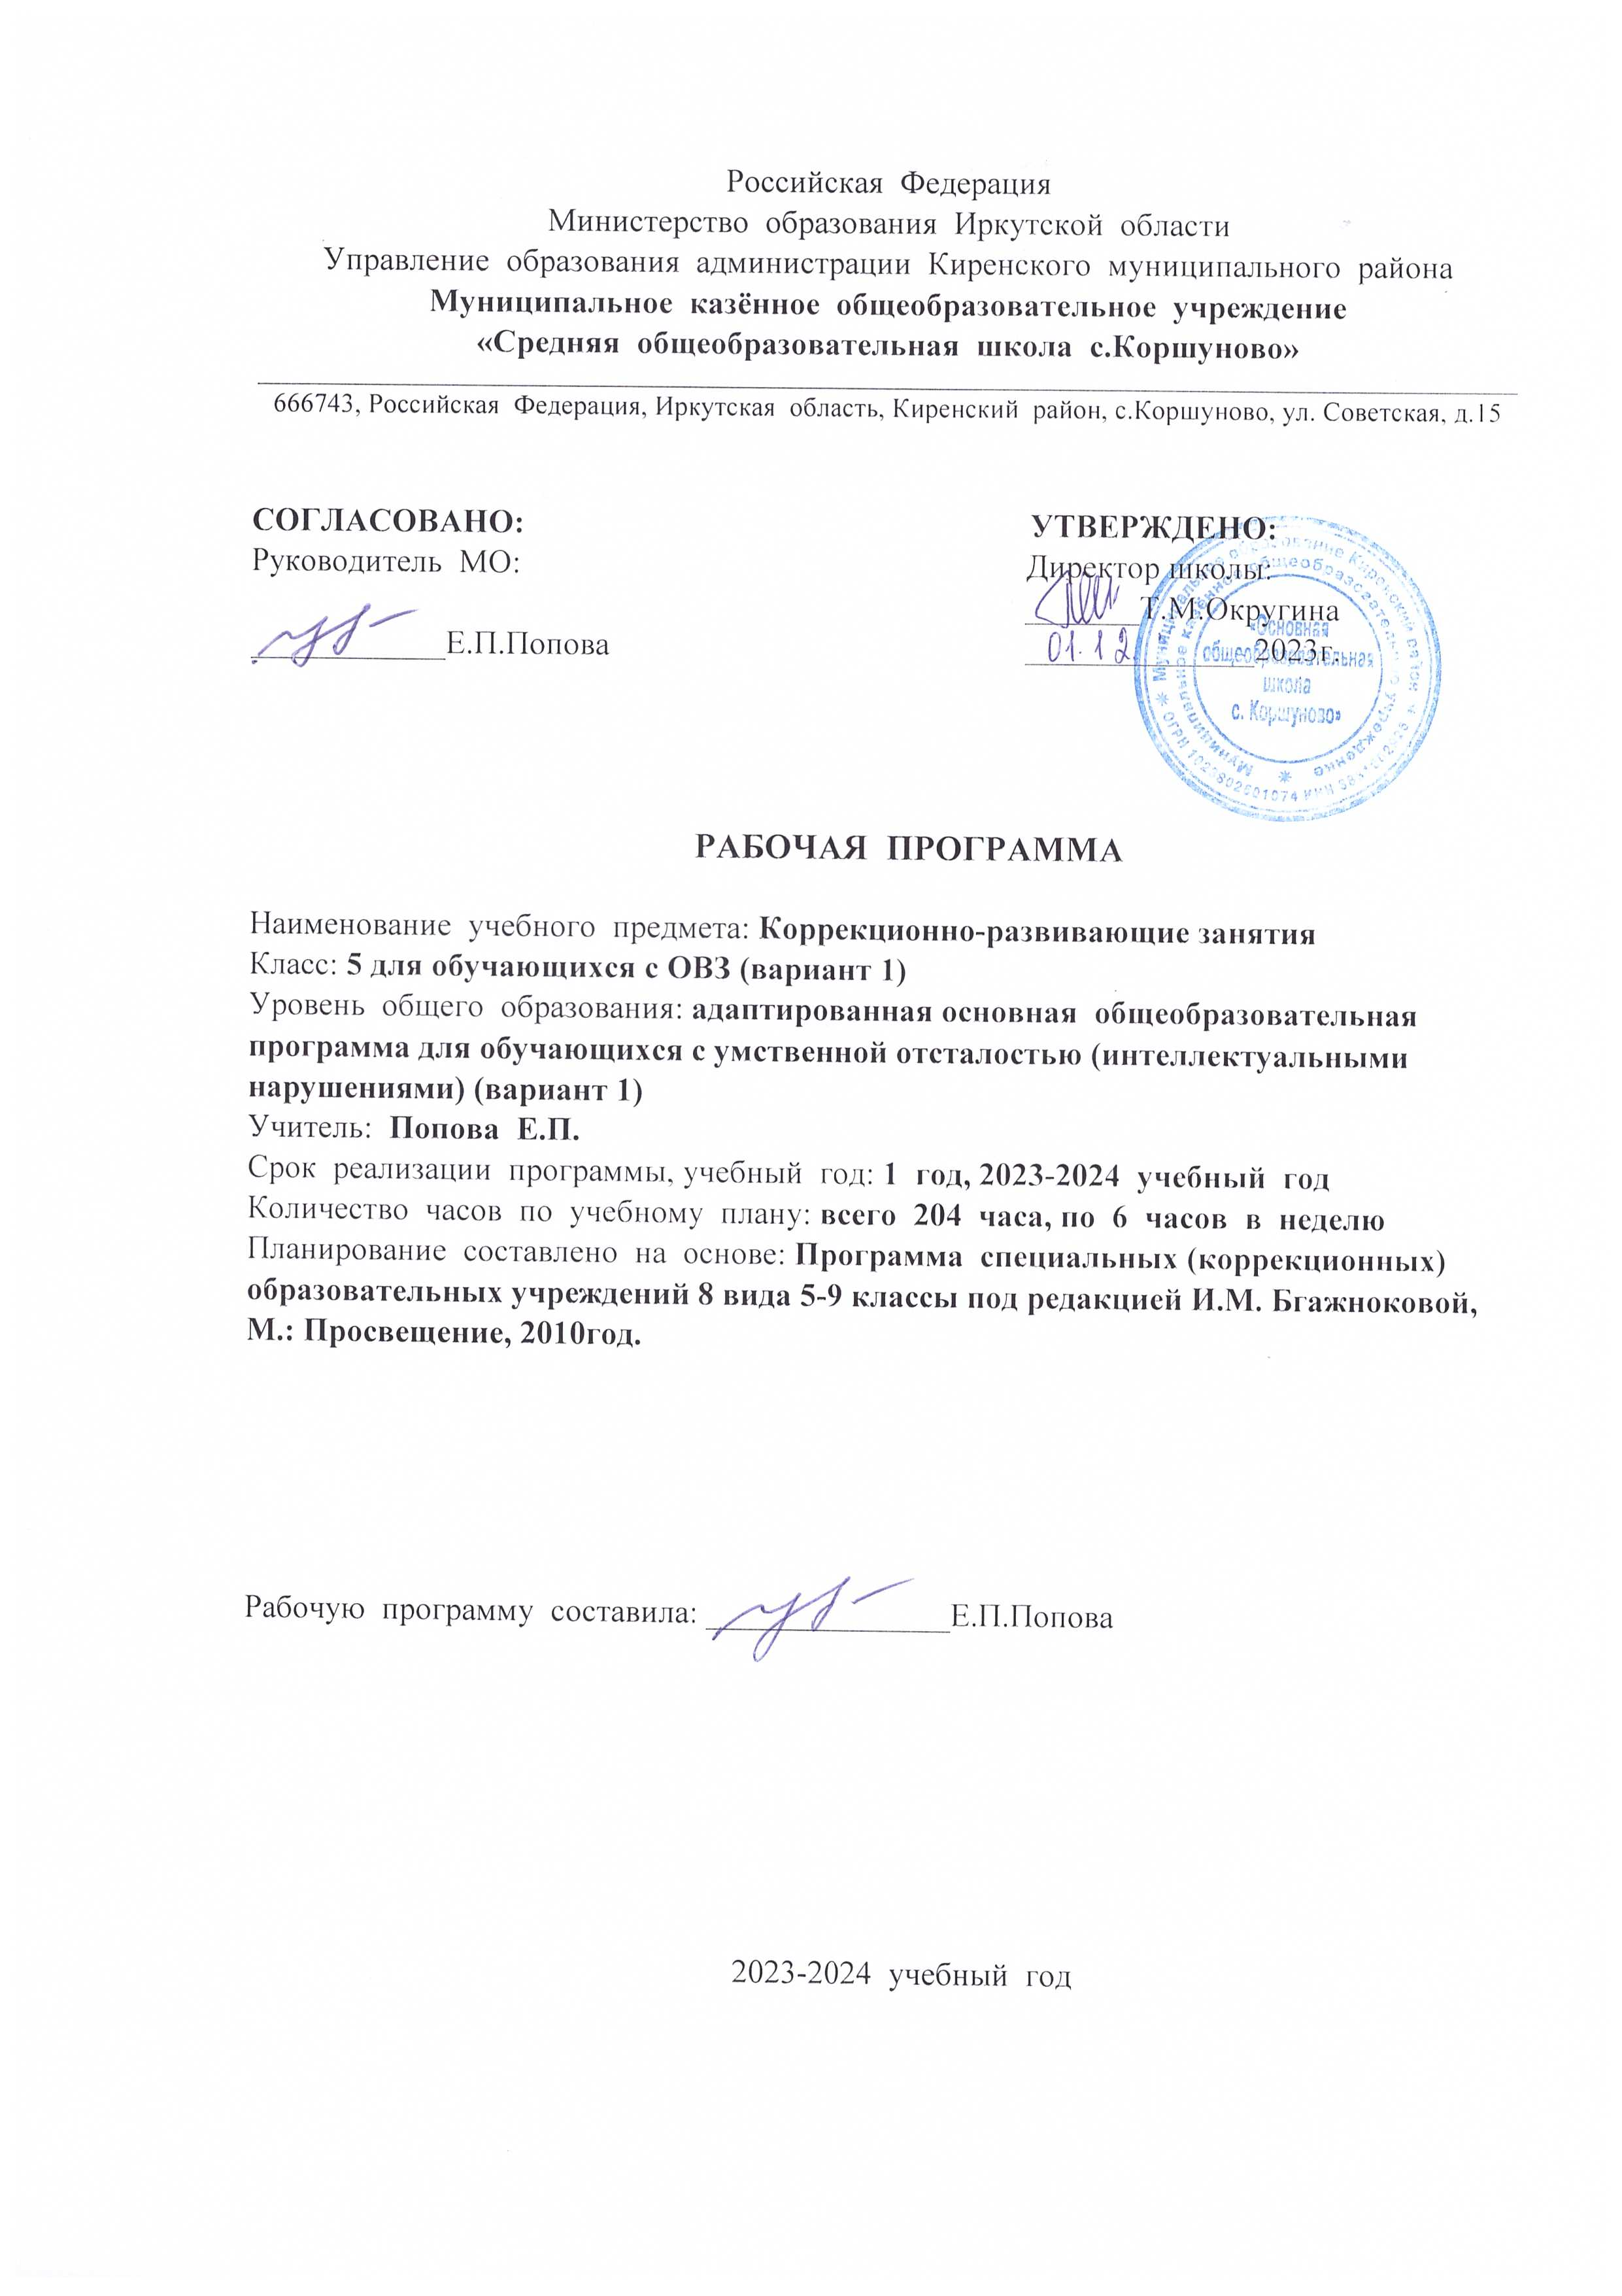 Российская Федерация
Министерство образования Иркутской области
Управление образования администрации Киренского муниципального района
Муниципальное казённое общеобразовательное учреждение
«Средняя общеобразовательная школа с.Коршуново»
666743, Российская Федерация, Иркутская область, Киренский район, с.Коршуново, ул. Советская, д.15
СОГЛАСОВАНО:
Руководитель МО:
Е.П.Попова
УТВЕРЖДЕНО:
Директор школы:
Т.М.Округина
01.12. 2023г.
«Основная
общеобразовательная
школа
с. Коршуново»
РАБОЧАЯ ПРОГРАММА
Наименование учебного предмета: Коррекционно-развивающие занятия
Класс: 5 для обучающихся с ОВЗ (вариант 1)
Уровень общего образования: адаптированная основная общеобразовательная
программа для обучающихся с умственной отсталостью (интеллектуальными
нарушениями) (вариант 1)
Учитель: Попова Е.П.
Срок реализации программы, учебный год: 1 год, 2023-2024 учебный год
Количество часов по учебному плану: всего 204 часа, по 6 часов в неделю
Планирование составлено на основе: Программа специальных (коррекционных)
образовательных учреждений 8 вида 5-9 классы под редакцией И.М. Бгажноковой,
М.: Просвещение, 2010год.
Рабочую программу составила: Е.П.Попова
2023-2024 учебный год